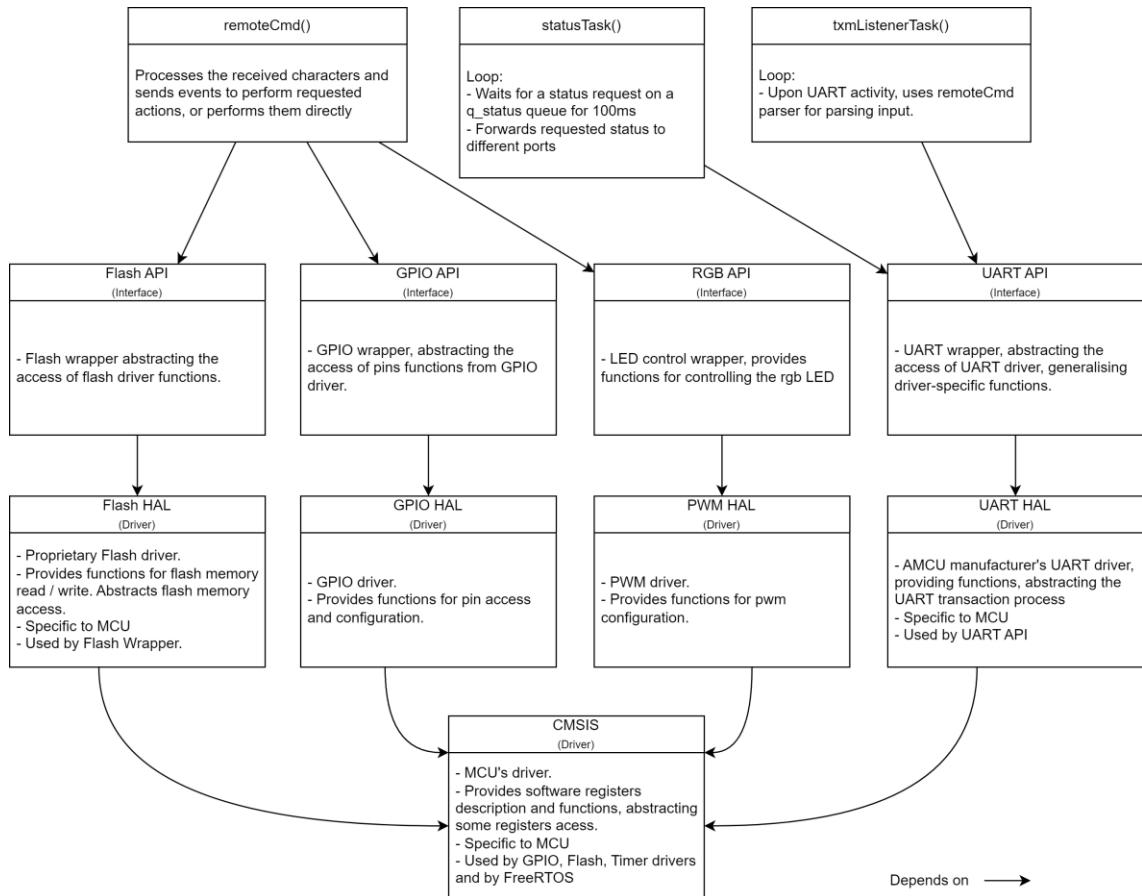 remoteCmd()
Processes the received characters and
sends events to perform requested
actions, or performs them directly
statusTask()
Loop:
- Waits for a status request on a
q_status queue for 100ms
- Forwards requested status to
different ports
txmListenerTask()
Loop:
- Upon UART activity, uses remoteCmd
parser for parsing input.
Flash API
(Interface)
- Flash wrapper abstracting the
access of flash driver functions.
GPIO API
(Interface)
- GPIO wrapper, abstracting the
access of pins functions from GPIO
driver.
RGB API
(Interface)
- LED control wrapper, provides
functions for controlling the rgb LED
UART API
(Interface)
- UART wrapper, abstracting the
access of UART driver, generalising
driver-specific functions.
Flash HAL
(Driver)
- Proprietary Flash driver.
- Provides functions for flash memory
read / write. Abstracts flash memory
access.
- Specific to MCU
- Used by Flash Wrapper.
GPIO HAL
(Driver)
- GPIO driver.
- Provides functions for pin access
and configuration.
PWM HAL
(Driver)
- PWM driver.
- Provides functions for pwm
configuration.
UART HAL
(Driver)
- AMCU manufacturer's UART driver,
providing functions, abstracting the
UART transaction process
- Specific to MCU
- Used by UART API
CMSIS
(Driver)
- MCU's driver.
- Provides software registers
description and functions, abstracting
some registers acess.
- Specific to MCU
- Used by GPIO, Flash, Timer drivers
and by FreeRTOS
Depends on